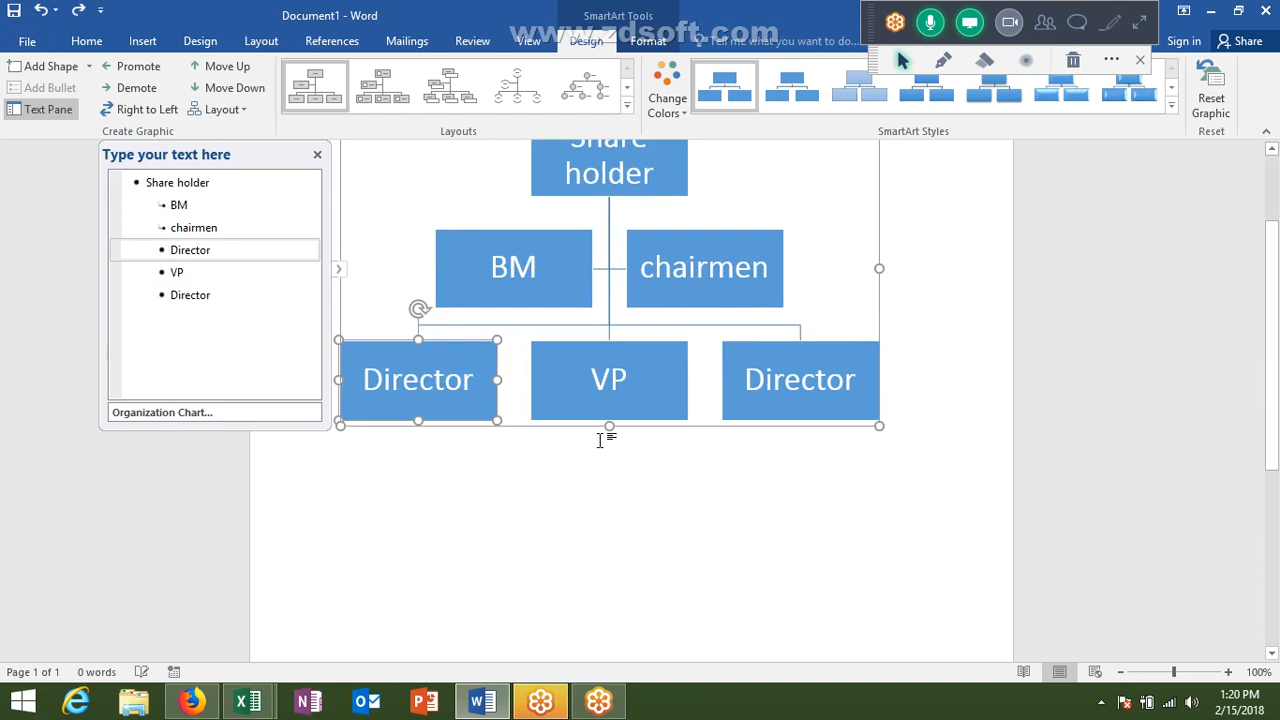 Document1 - Word
SmartArt Tools
File
Home
Insert
Design
Layout
References
Mailings
Review
View
Design
Format
Tell me what you want to do...
Sign in
Share
www.zdsoft.com
Add Shape
Promote
Move Up
Add Bullet
Demote
Move Down
Text Pane
Right to Left
Layout
Create Graphic
Layouts
Change
Colors
SmartArt Styles
Reset
Graphic
Reset
Type your text here
Share holder
BM
chairmen
Director
VP
Director
Organization Chart...
Share
holder
BM
chairmen
Director
VP
Director
Page 1 of 1
0 words
100%
1:20 PM
2/15/2018